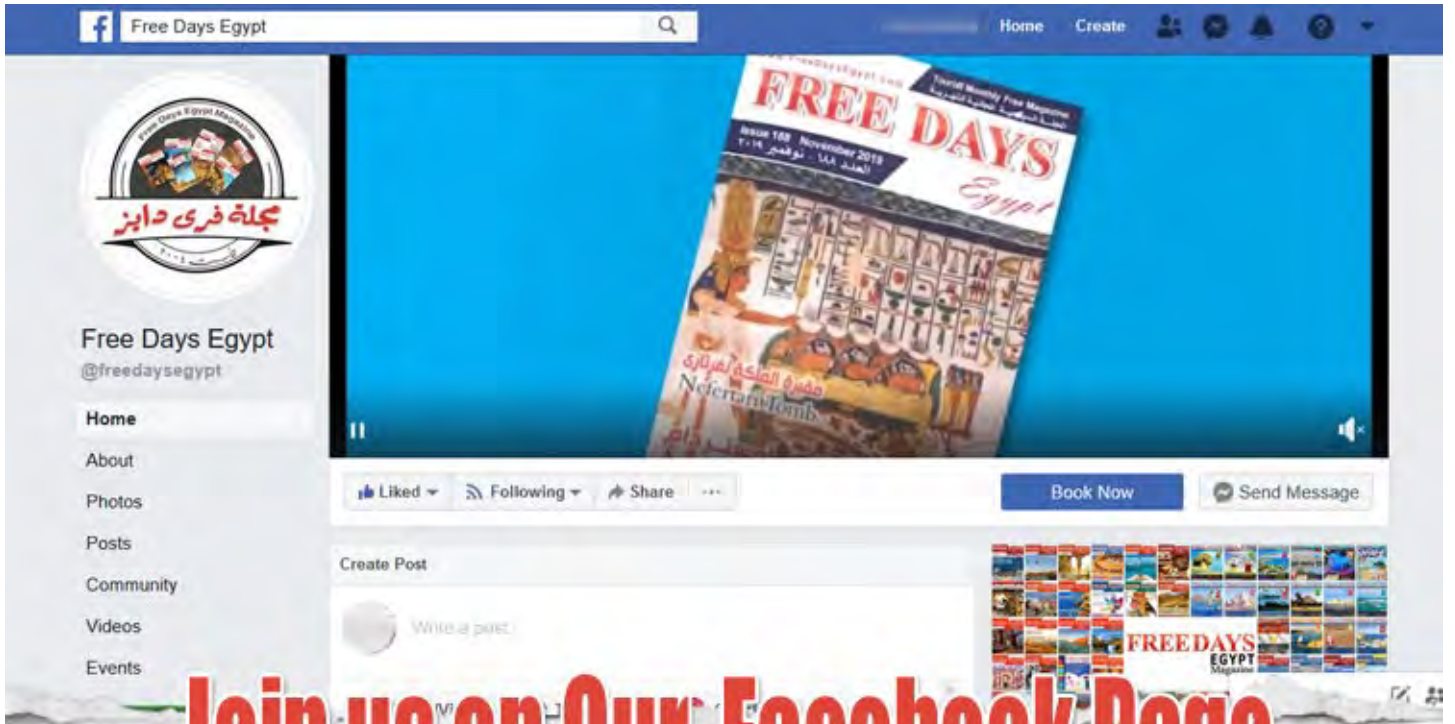 Free Days Egypt
Home
Create
Free Days Egypt Magazine
مجلة فرى دايز
Free Days Egypt
@freedaysegypt
Home
About
Photos
Posts
Community
Videos
Events
www.FreeDaysEgypt.com
Tourist Monthly Free Magazine
FREE DAYS
Egypt
Issue 188 November 2019
العدد ١٨٨ - نوفمبر ٢٠١٩
مقبرة الملكة نفرتارى
Nefertari Tomb
Liked
Following
Share
Book Now
Send Message
Create Post
Write a post
FREE DAYS
EGYPT
Magazine
Join us on Our Facebook Page